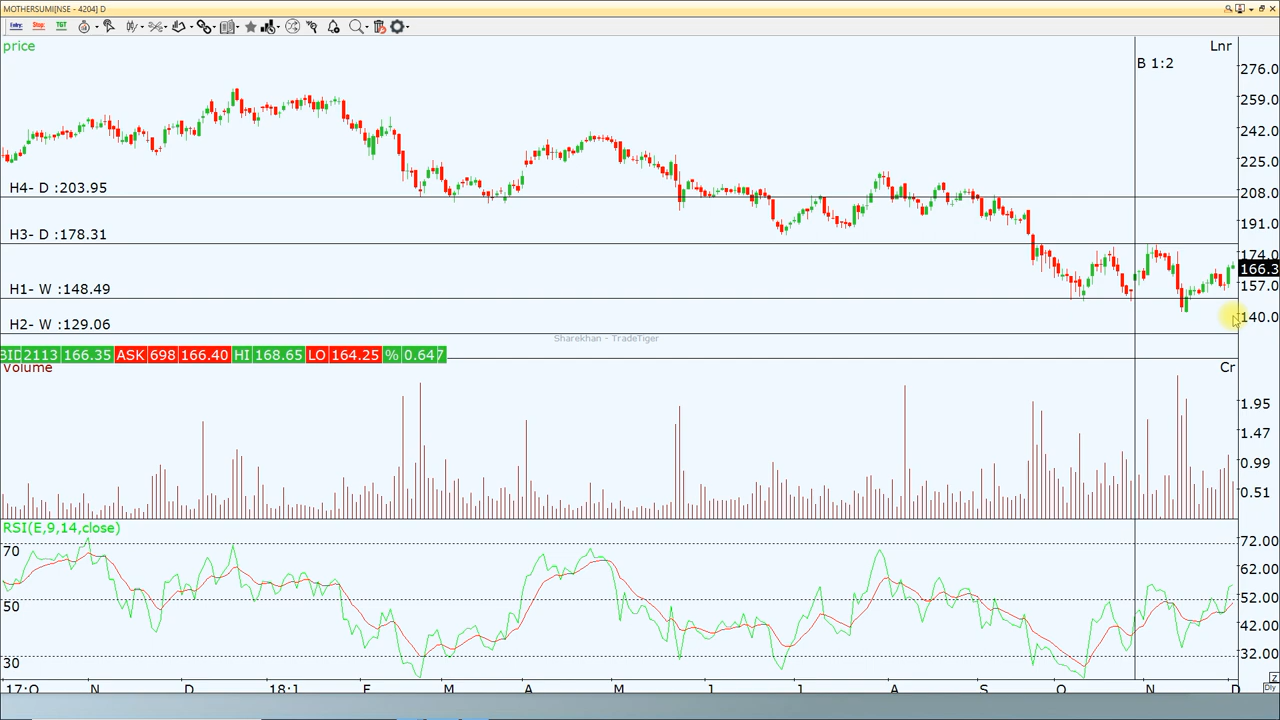 MOTHERSUMI[NSE - 4204] D
Entry: Stop: TGT
price Lnr
B 1:2
276.0
259.0
242.0
225.0
H4- D :203.95 208.0
191.0
H3- D :178.31
174.0
166.3
H1- W :148.49 157.0
H2- W :129.06 140.0
Sharekhan - TradeTiger
BID 2113 166.35 ASK 698 166.40 HI 168.65 LO 164.25 % 0.647
volume Cr
1.95
1.47
0.99
0.51
RSI(E,9,14,close)
70 72.00
62.00
50 52.00
42.00
30 32.00
17:O N D 18:1 F M A M J J A S O N D
Z
Dly